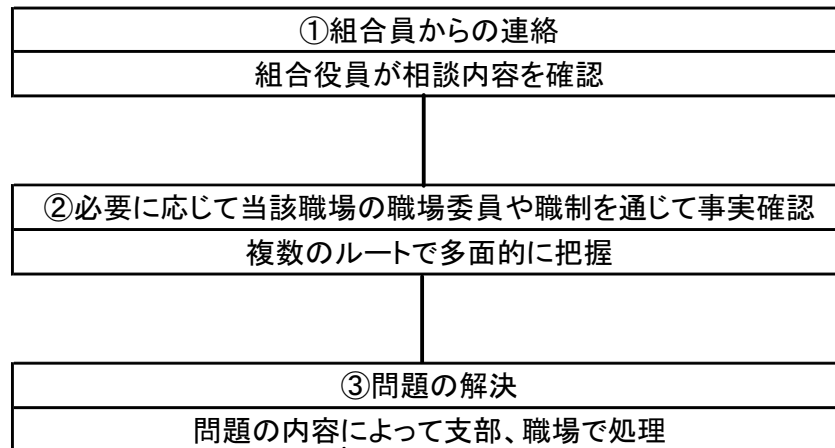 ①組合員からの連絡
組合役員が相談内容を確認
②必要に応じて当該職場の職場委員や職制を通じて事実確認
複数のルートで多面的に把握
③問題の解決
問題の内容によって支部、職場で処理